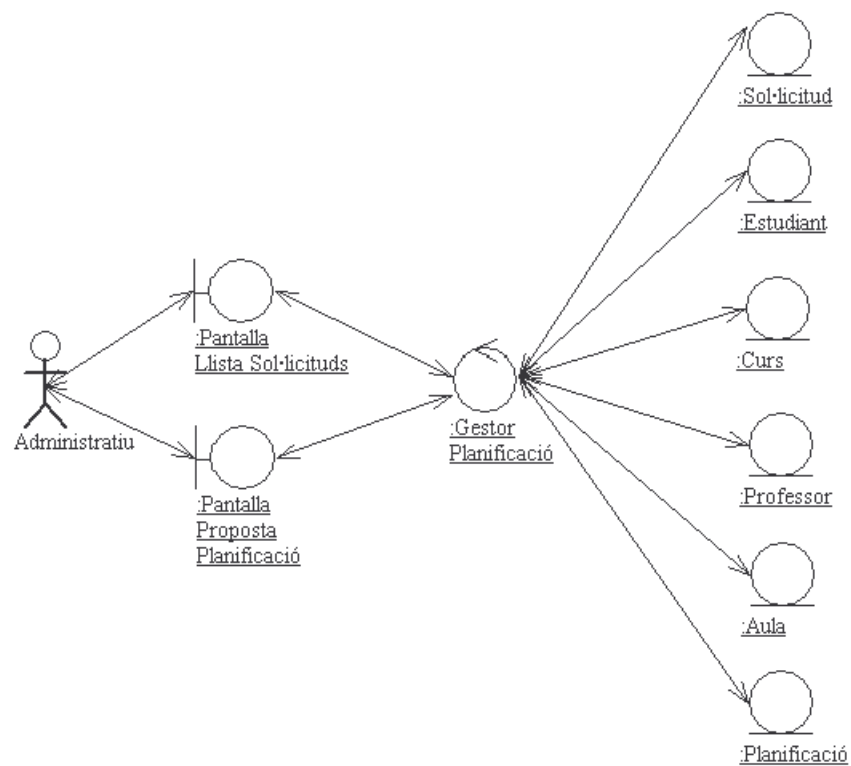 :Sol·licitud
:Estudiant
:Pantalla
Llista Sol·licituds
:Curs
Administratiu
:Gestor
Planificació
:Pantalla
Proposta
Planificació
:Professor
:Aula
:Planificació